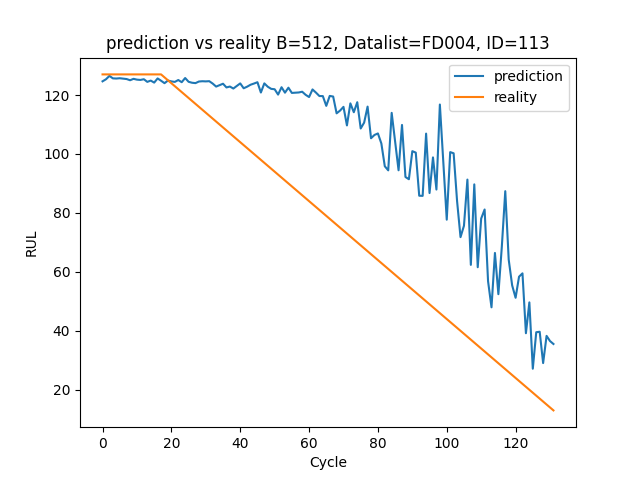 prediction vs reality B=512, Datalist=FD004, ID=113
prediction
reality
RUL
120
100
80
60
40
20
0 20 40 60 80 100 120
Cycle